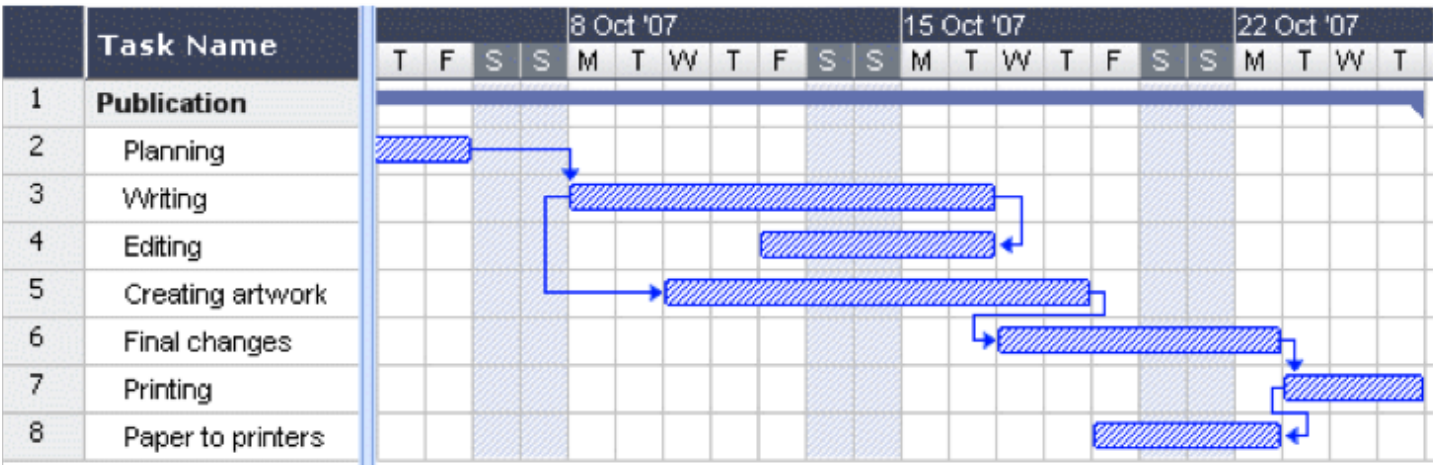 Task Name
8 Oct '07 15 Oct '07 22 Oct '07
T F S S M T W T F S S M T W T F S S M T W T
1 Publication
2 Planning
3 Writing
4 Editing
5 Creating artwork
6 Final changes
7 Printing
8 Paper to printers